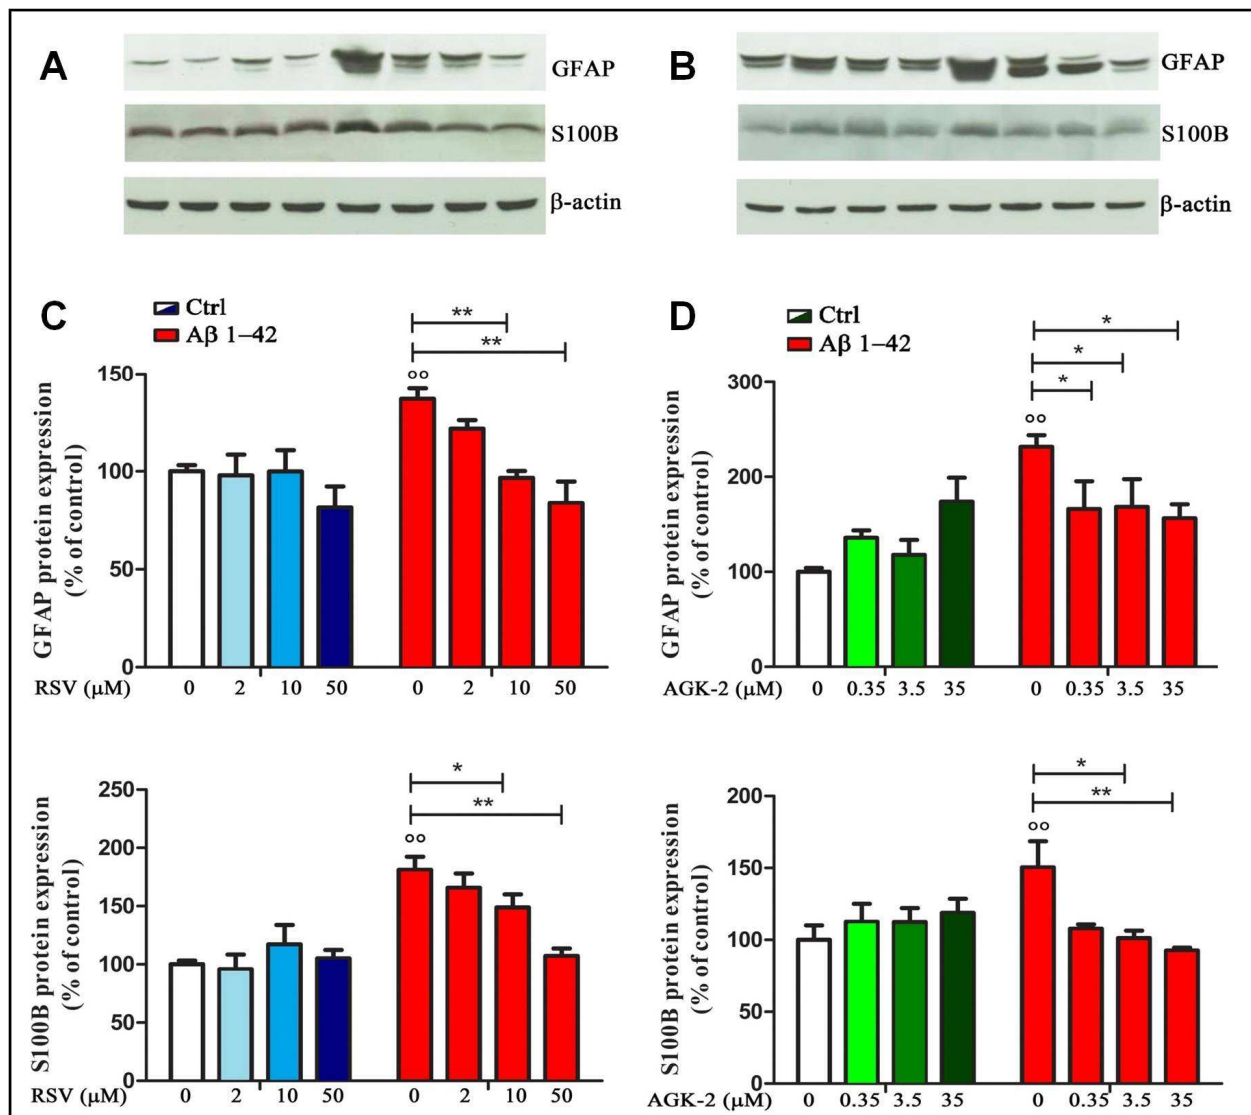 A
GFAP
S100B
β-actin
B
GFAP
S100B
β-actin
C
Ctrl
Aβ 1–42
**
**
°°
GFAP protein expression
(% of control)
150
100
50
0
RSV (μM) 0 2 10 50 0 2 10 50
D
Ctrl
Aβ 1–42
*
*
*
°°
GFAP protein expression
(% of control)
300
200
100
0
AGK-2 (μM) 0 0.35 3.5 35 0 0.35 3.5 35
*
**
°°
S100B protein expression
(% of control)
250
200
150
100
50
0
RSV (μM) 0 2 10 50 0 2 10 50
*
**
°°
S100B protein expression
(% of control)
200
150
100
50
0
AGK-2 (μM) 0 0.35 3.5 35 0 0.35 3.5 35